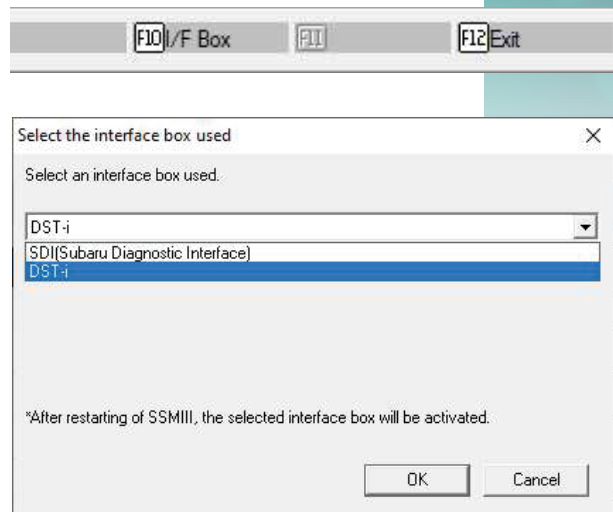 F10 I/F Box F11 F12 Exit
Select the interface box used
Select an interface box used.
DST-i
SDI(Subaru Diagnostic Interface)
DST-i
*After restarting of SSMIII, the selected interface box will be activated.
OK Cancel